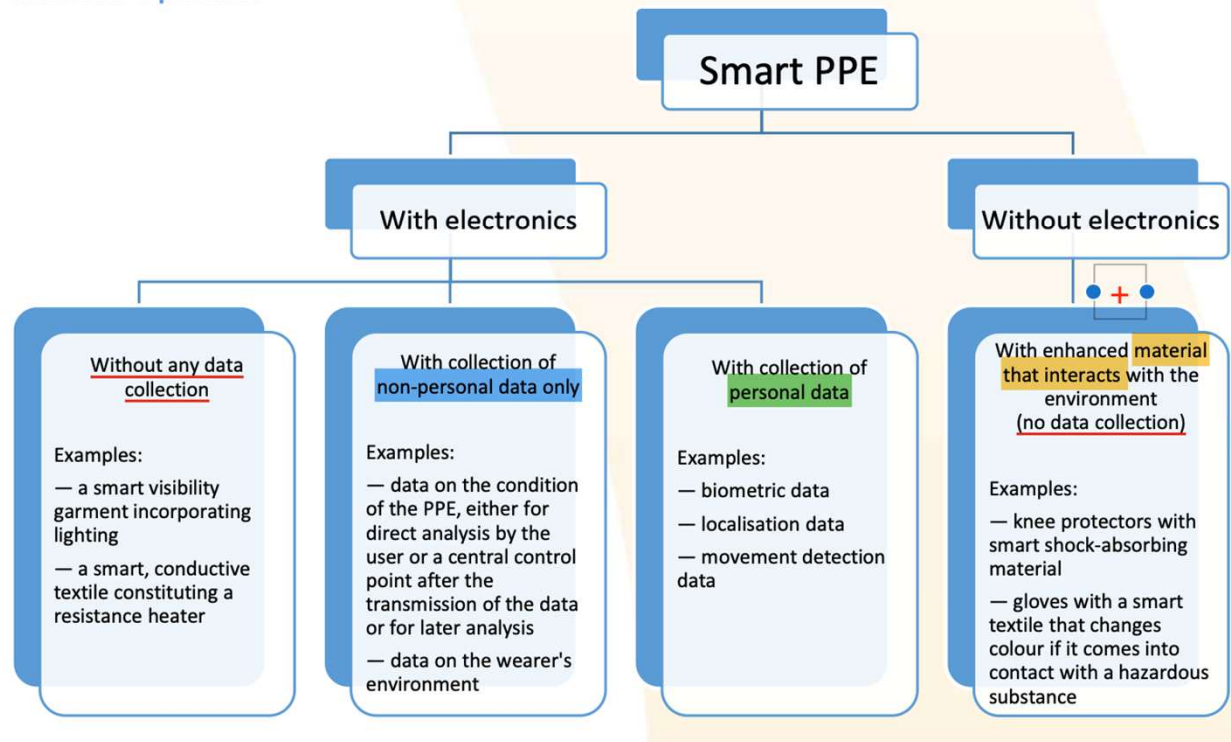 Smart PPE
With electronics
Without electronics
Without any data
collection
Examples:
— a smart visibility
garment incorporating
lighting
— a smart, conductive
textile constituting a
resistance heater
With collection of
non-personal data only
Examples:
— data on the condition
of the PPE, either for
direct analysis by the
user or a central control
point after the
transmission of the data
or for later analysis
— data on the wearer's
environment
With collection of
personal data
Examples:
— biometric data
— localisation data
— movement detection
data
+
With enhanced material
that interacts with the
environment
(no data collection)
Examples:
— knee protectors with
smart shock-absorbing
material
— gloves with a smart
textile that changes
colour if it comes into
contact with a hazardous
substance